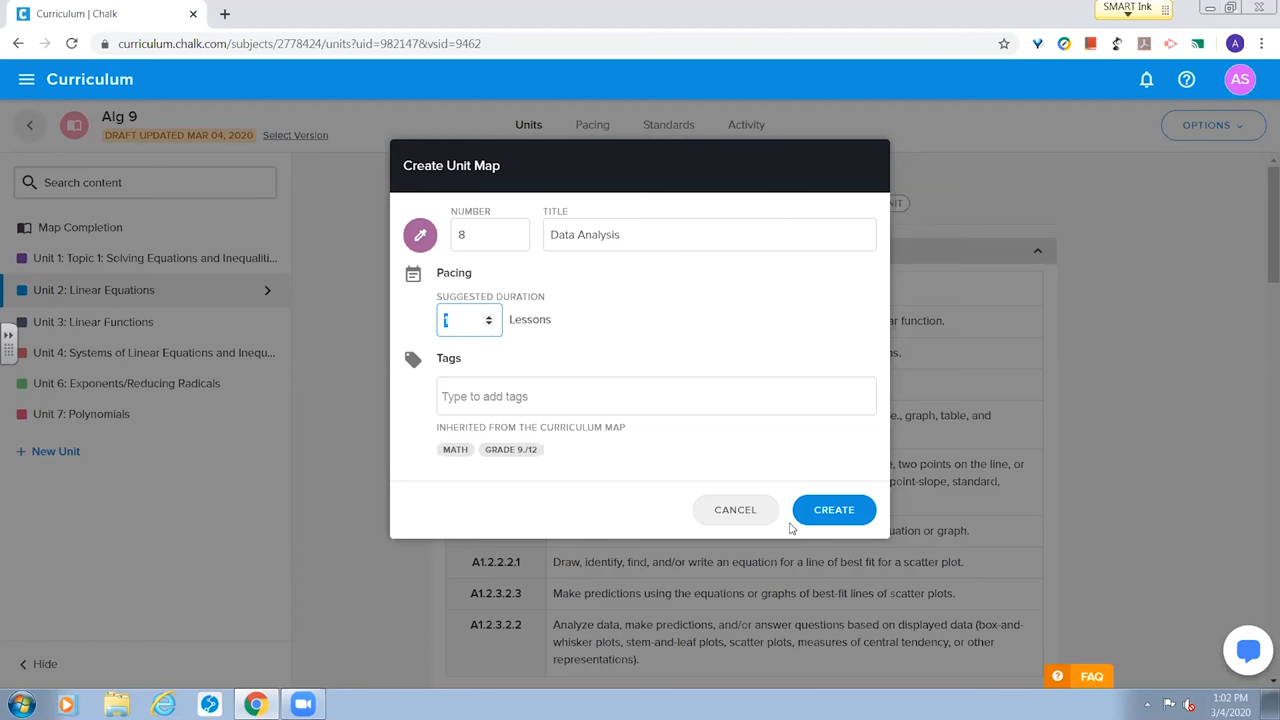 Curriculum | Chalk
SMART Ink
curriculum.chalk.com/subjects/2778424/units?uid=982147&vsid=9462
A
Curriculum
AS
Alg 9
DRAFT UPDATED MAR 04, 2020 Select Version
Units Pacing Standards Activity
OPTIONS
Search content
Map Completion
Unit 1: Topic 1: Solving Equations and Inequaliti...
Unit 2: Linear Equations
Unit 3: Linear Functions
Unit 4: Systems of Linear Equations and Inequ...
Unit 6: Exponents/Reducing Radicals
Unit 7: Polynomials
+ New Unit
Hide
Create Unit Map
NUMBER TITLE
8 Data Analysis
Pacing
SUGGESTED DURATION
1 Lessons
Tags
Type to add tags
INHERITED FROM THE CURRICULUM MAP
MATH GRADE 9./12
CANCEL CREATE
NIT
ar function.
ns.
e., graph, table, and
, two points on the line, or
point-slope, standard,
uation or graph.
A1.2.2.2.1 Draw, identify, find, and/or write an equation for a line of best fit for a scatter plot.
A1.2.3.2.3 Make predictions using the equations or graphs of best-fit lines of scatter plots.
A1.2.3.2.2 Analyze data, make predictions, and/or answer questions based on displayed data (box-and-
whisker plots, stem-and-leaf plots, scatter plots, measures of central tendency, or other
representations).
FAQ
1:02 PM
3/4/2020